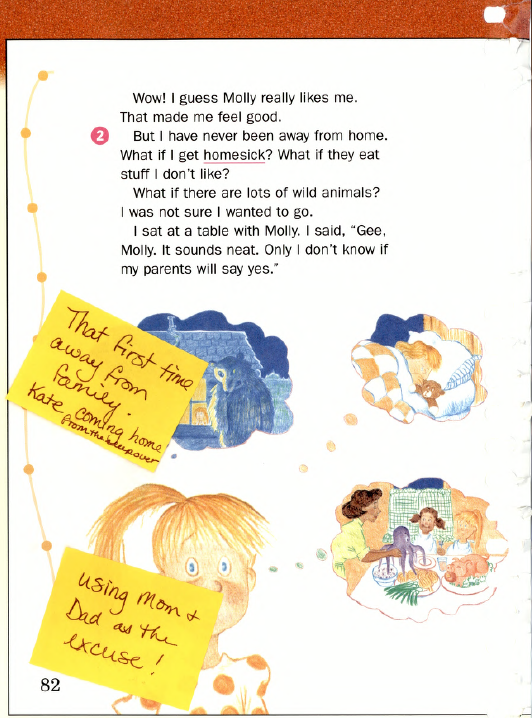 Wow! I guess Molly really likes me.
That made me feel good.
2
But I have never been away from home.
What if I get homesick? What if they eat
stuff I don't like?
What if there are lots of wild animals?
I was not sure I wanted to go.
I sat at a table with Molly. I said, "Gee,
Molly. It sounds neat. Only I don't know if
my parents will say yes."
That first time
away from
family.
Kate coming home
from the sleepover
using Mom &
Dad as the
excuse!
82